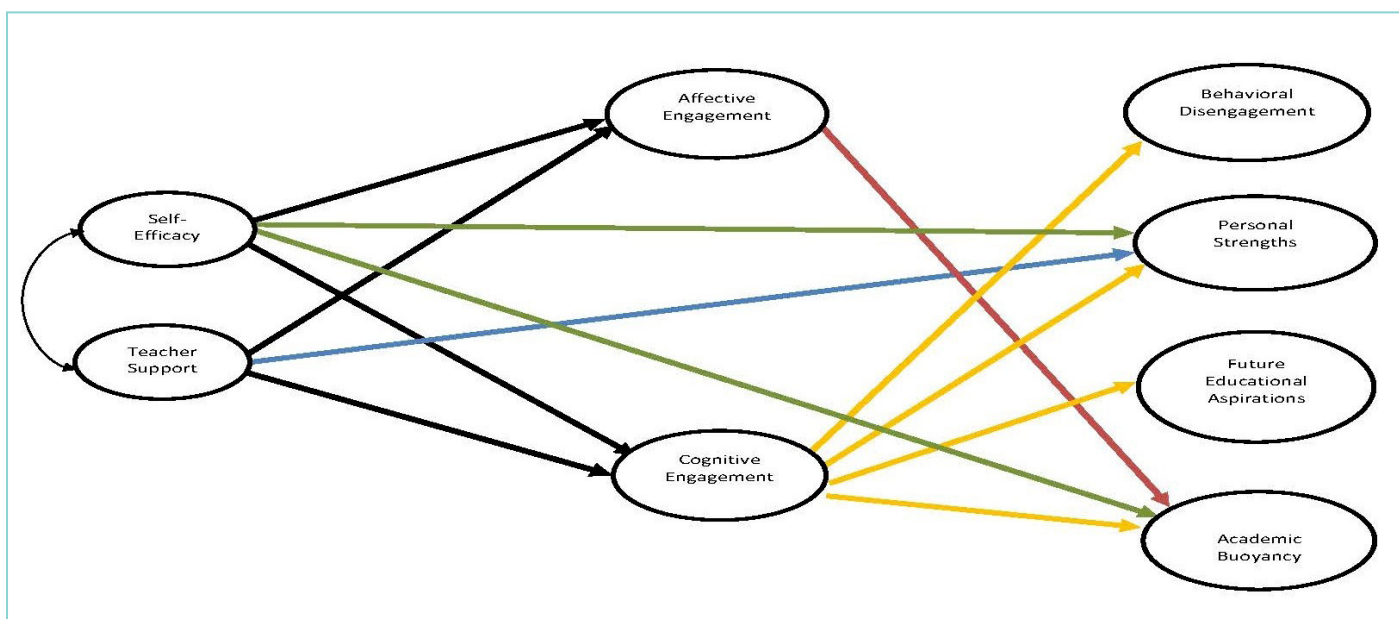 Affective
Engagement
Behavioral
Disengagement
Self-
Efficacy
Personal
Strengths
Teacher
Support
Future
Educational
Aspirations
Cognitive
Engagement
Academic
Buoyancy